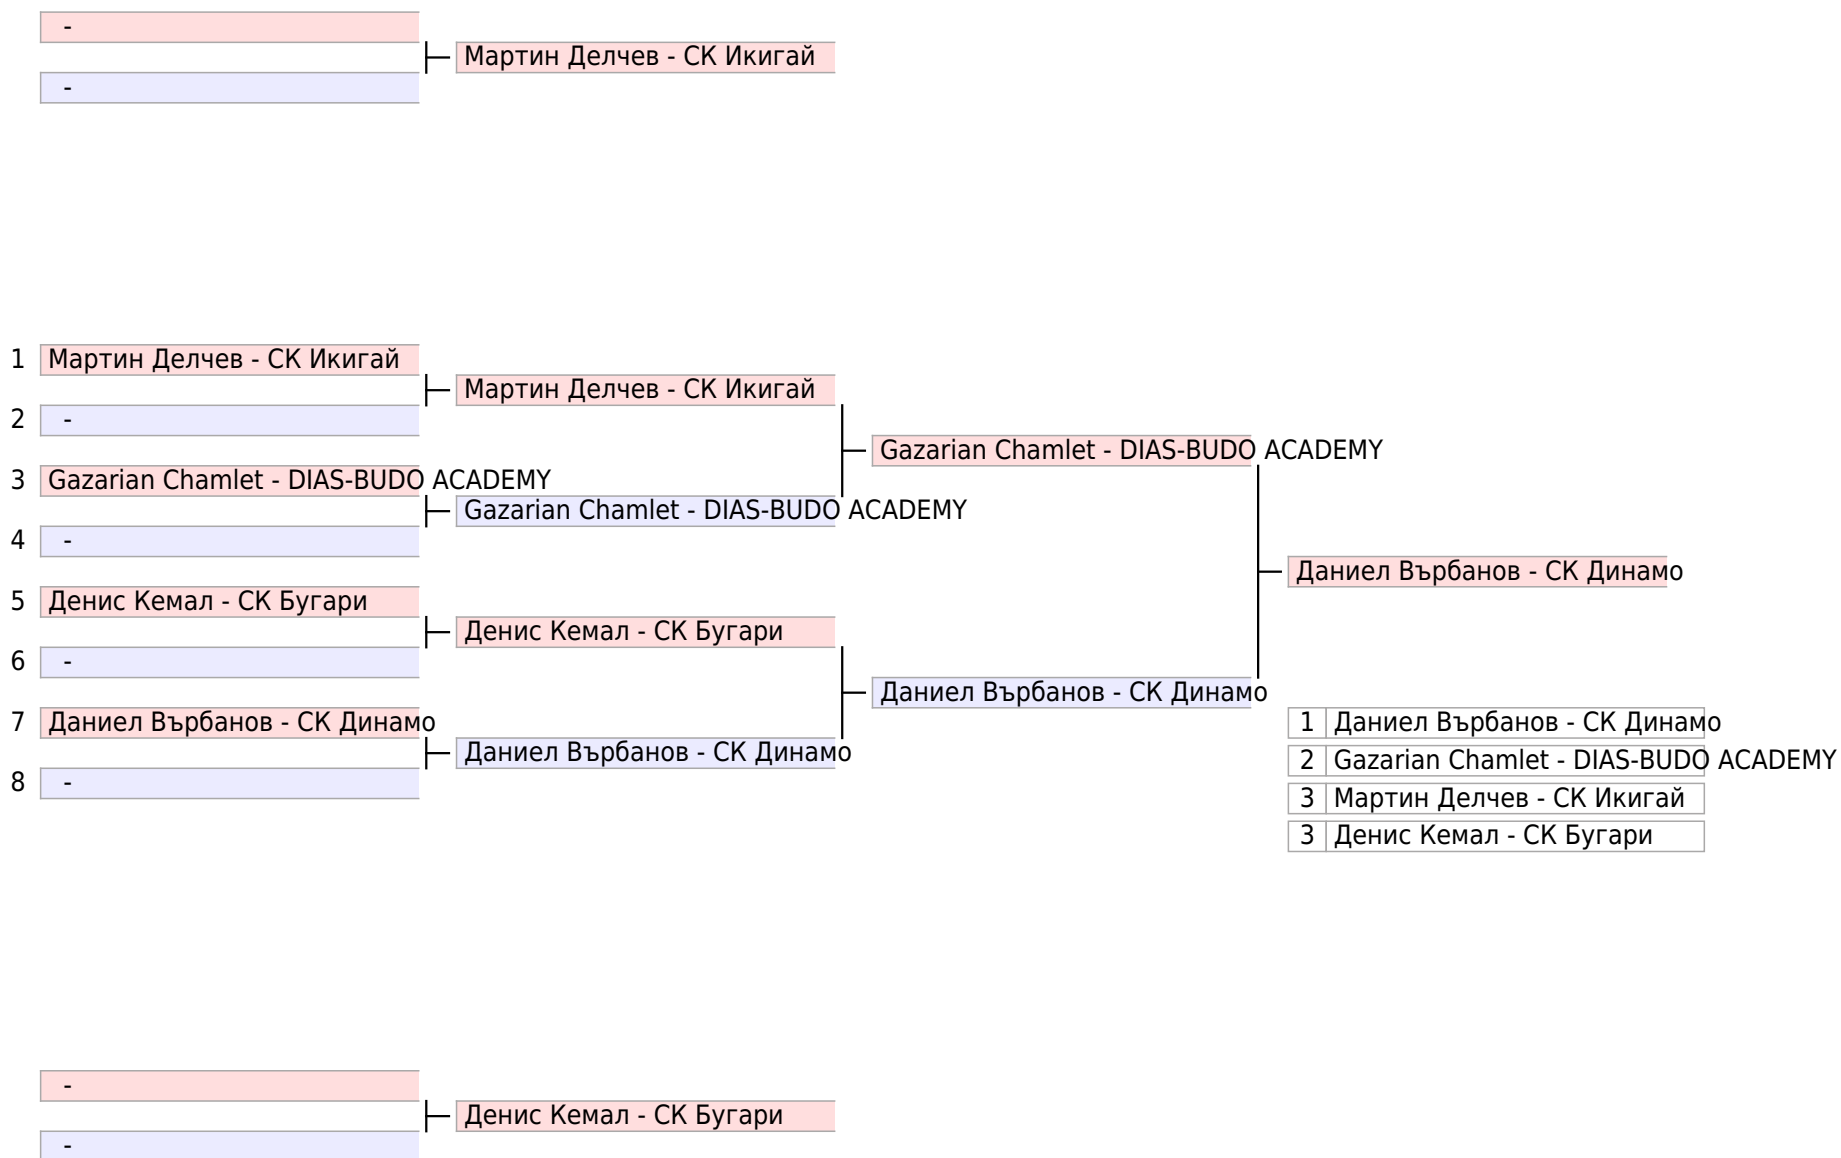 -
Мартин Делчев - СК Икигай
-
1 Мартин Делчев - СК Икигай
Мартин Делчев - СК Икигай
2 -
Gazarian Chamlet - DIAS-BUDO ACADEMY
3 Gazarian Chamlet - DIAS-BUDO ACADEMY
Gazarian Chamlet - DIAS-BUDO ACADEMY
4 -
Даниел Върбанов - СК Динамо
5 Денис Кемал - СК Бугари
Денис Кемал - СК Бугари
6 -
Даниел Върбанов - СК Динамо
7 Даниел Върбанов - СК Динамо
Даниел Върбанов - СК Динамо
8 -
1 Даниел Върбанов - СК Динамо
2 Gazarian Chamlet - DIAS-BUDO ACADEMY
3 Мартин Делчев - СК Икигай
3 Денис Кемал - СК Бугари
-
Денис Кемал - СК Бугари
-